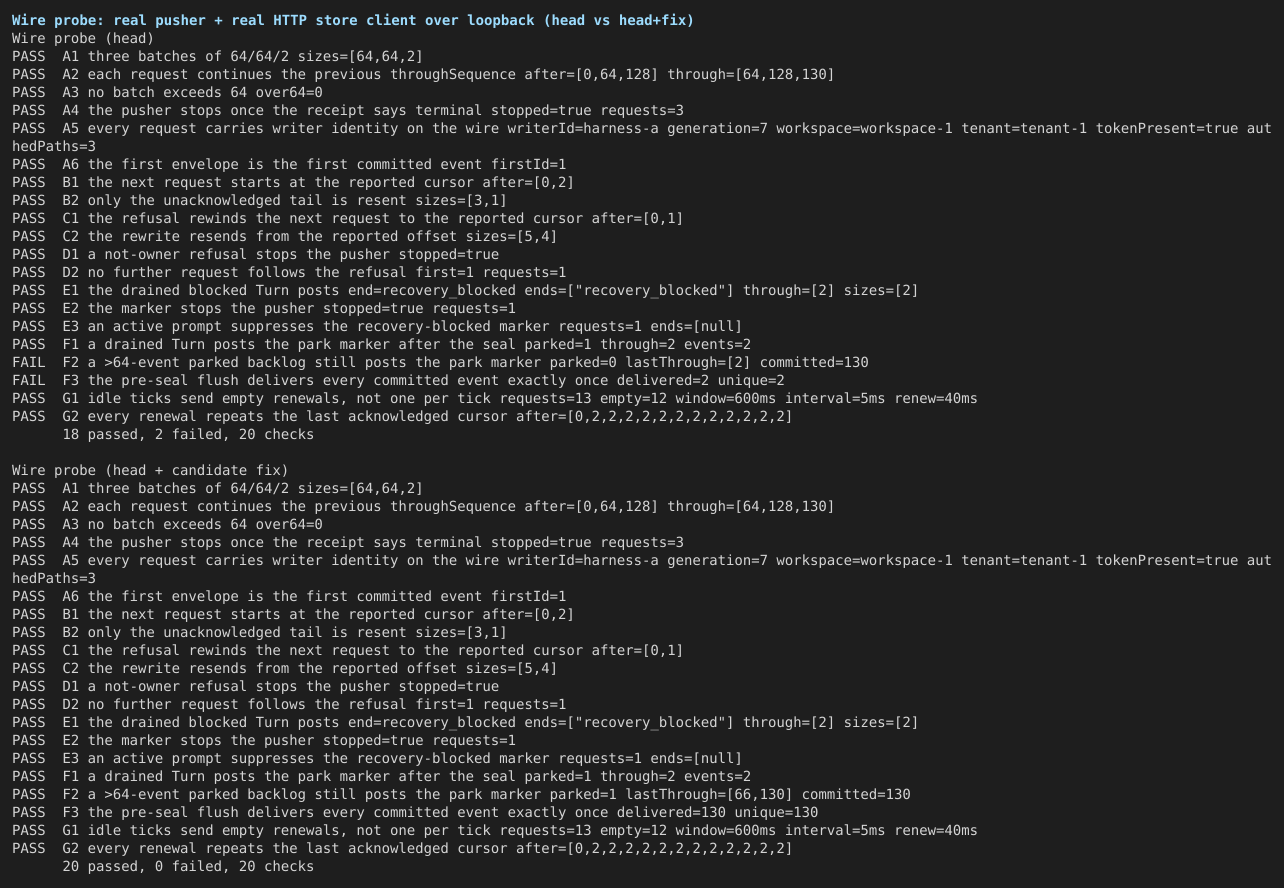 Wire probe: real pusher + real HTTP store client over loopback (head vs head+fix)
Wire probe (head)
PASS  A1 three batches of 64/64/2 sizes=[64,64,2]
PASS  A2 each request continues the previous throughSequence after=[0,64,128] through=[64,128,130]
PASS  A3 no batch exceeds 64 over64=0
PASS  A4 the pusher stops once the receipt says terminal stopped=true requests=3
PASS  A5 every request carries writer identity on the wire writerId=harness-a generation=7 workspace=workspace-1 tenant=tenant-1 tokenPresent=true aut
hedPaths=3
PASS  A6 the first envelope is the first committed event firstId=1
PASS  B1 the next request starts at the reported cursor after=[0,2]
PASS  B2 only the unacknowledged tail is resent sizes=[3,1]
PASS  C1 the refusal rewinds the next request to the reported cursor after=[0,1]
PASS  C2 the rewrite resends from the reported offset sizes=[5,4]
PASS  D1 a not-owner refusal stops the pusher stopped=true
PASS  D2 no further request follows the refusal first=1 requests=1
PASS  E1 the drained blocked Turn posts end=recovery_blocked ends=["recovery_blocked"] through=[2] sizes=[2]
PASS  E2 the marker stops the pusher stopped=true requests=1
PASS  E3 an active prompt suppresses the recovery-blocked marker requests=1 ends=[null]
PASS  F1 a drained Turn posts the park marker after the seal parked=1 through=2 events=2
FAIL  F2 a >64-event parked backlog still posts the park marker parked=0 lastThrough=[2] committed=130
FAIL  F3 the pre-seal flush delivers every committed event exactly once delivered=2 unique=2
PASS  G1 idle ticks send empty renewals, not one per tick requests=13 empty=12 window=600ms interval=5ms renew=40ms
PASS  G2 every renewal repeats the last acknowledged cursor after=[0,2,2,2,2,2,2,2,2,2,2,2,2]
18 passed, 2 failed, 20 checks
Wire probe (head + candidate fix)
PASS  A1 three batches of 64/64/2 sizes=[64,64,2]
PASS  A2 each request continues the previous throughSequence after=[0,64,128] through=[64,128,130]
PASS  A3 no batch exceeds 64 over64=0
PASS  A4 the pusher stops once the receipt says terminal stopped=true requests=3
PASS  A5 every request carries writer identity on the wire writerId=harness-a generation=7 workspace=workspace-1 tenant=tenant-1 tokenPresent=true aut
hedPaths=3
PASS  A6 the first envelope is the first committed event firstId=1
PASS  B1 the next request starts at the reported cursor after=[0,2]
PASS  B2 only the unacknowledged tail is resent sizes=[3,1]
PASS  C1 the refusal rewinds the next request to the reported cursor after=[0,1]
PASS  C2 the rewrite resends from the reported offset sizes=[5,4]
PASS  D1 a not-owner refusal stops the pusher stopped=true
PASS  D2 no further request follows the refusal first=1 requests=1
PASS  E1 the drained blocked Turn posts end=recovery_blocked ends=["recovery_blocked"] through=[2] sizes=[2]
PASS  E2 the marker stops the pusher stopped=true requests=1
PASS  E3 an active prompt suppresses the recovery-blocked marker requests=1 ends=[null]
PASS  F1 a drained Turn posts the park marker after the seal parked=1 through=2 events=2
PASS  F2 a >64-event parked backlog still posts the park marker parked=1 lastThrough=[66,130] committed=130
PASS  F3 the pre-seal flush delivers every committed event exactly once delivered=130 unique=130
PASS  G1 idle ticks send empty renewals, not one per tick requests=13 empty=12 window=600ms interval=5ms renew=40ms
PASS  G2 every renewal repeats the last acknowledged cursor after=[0,2,2,2,2,2,2,2,2,2,2,2,2]
20 passed, 0 failed, 20 checks